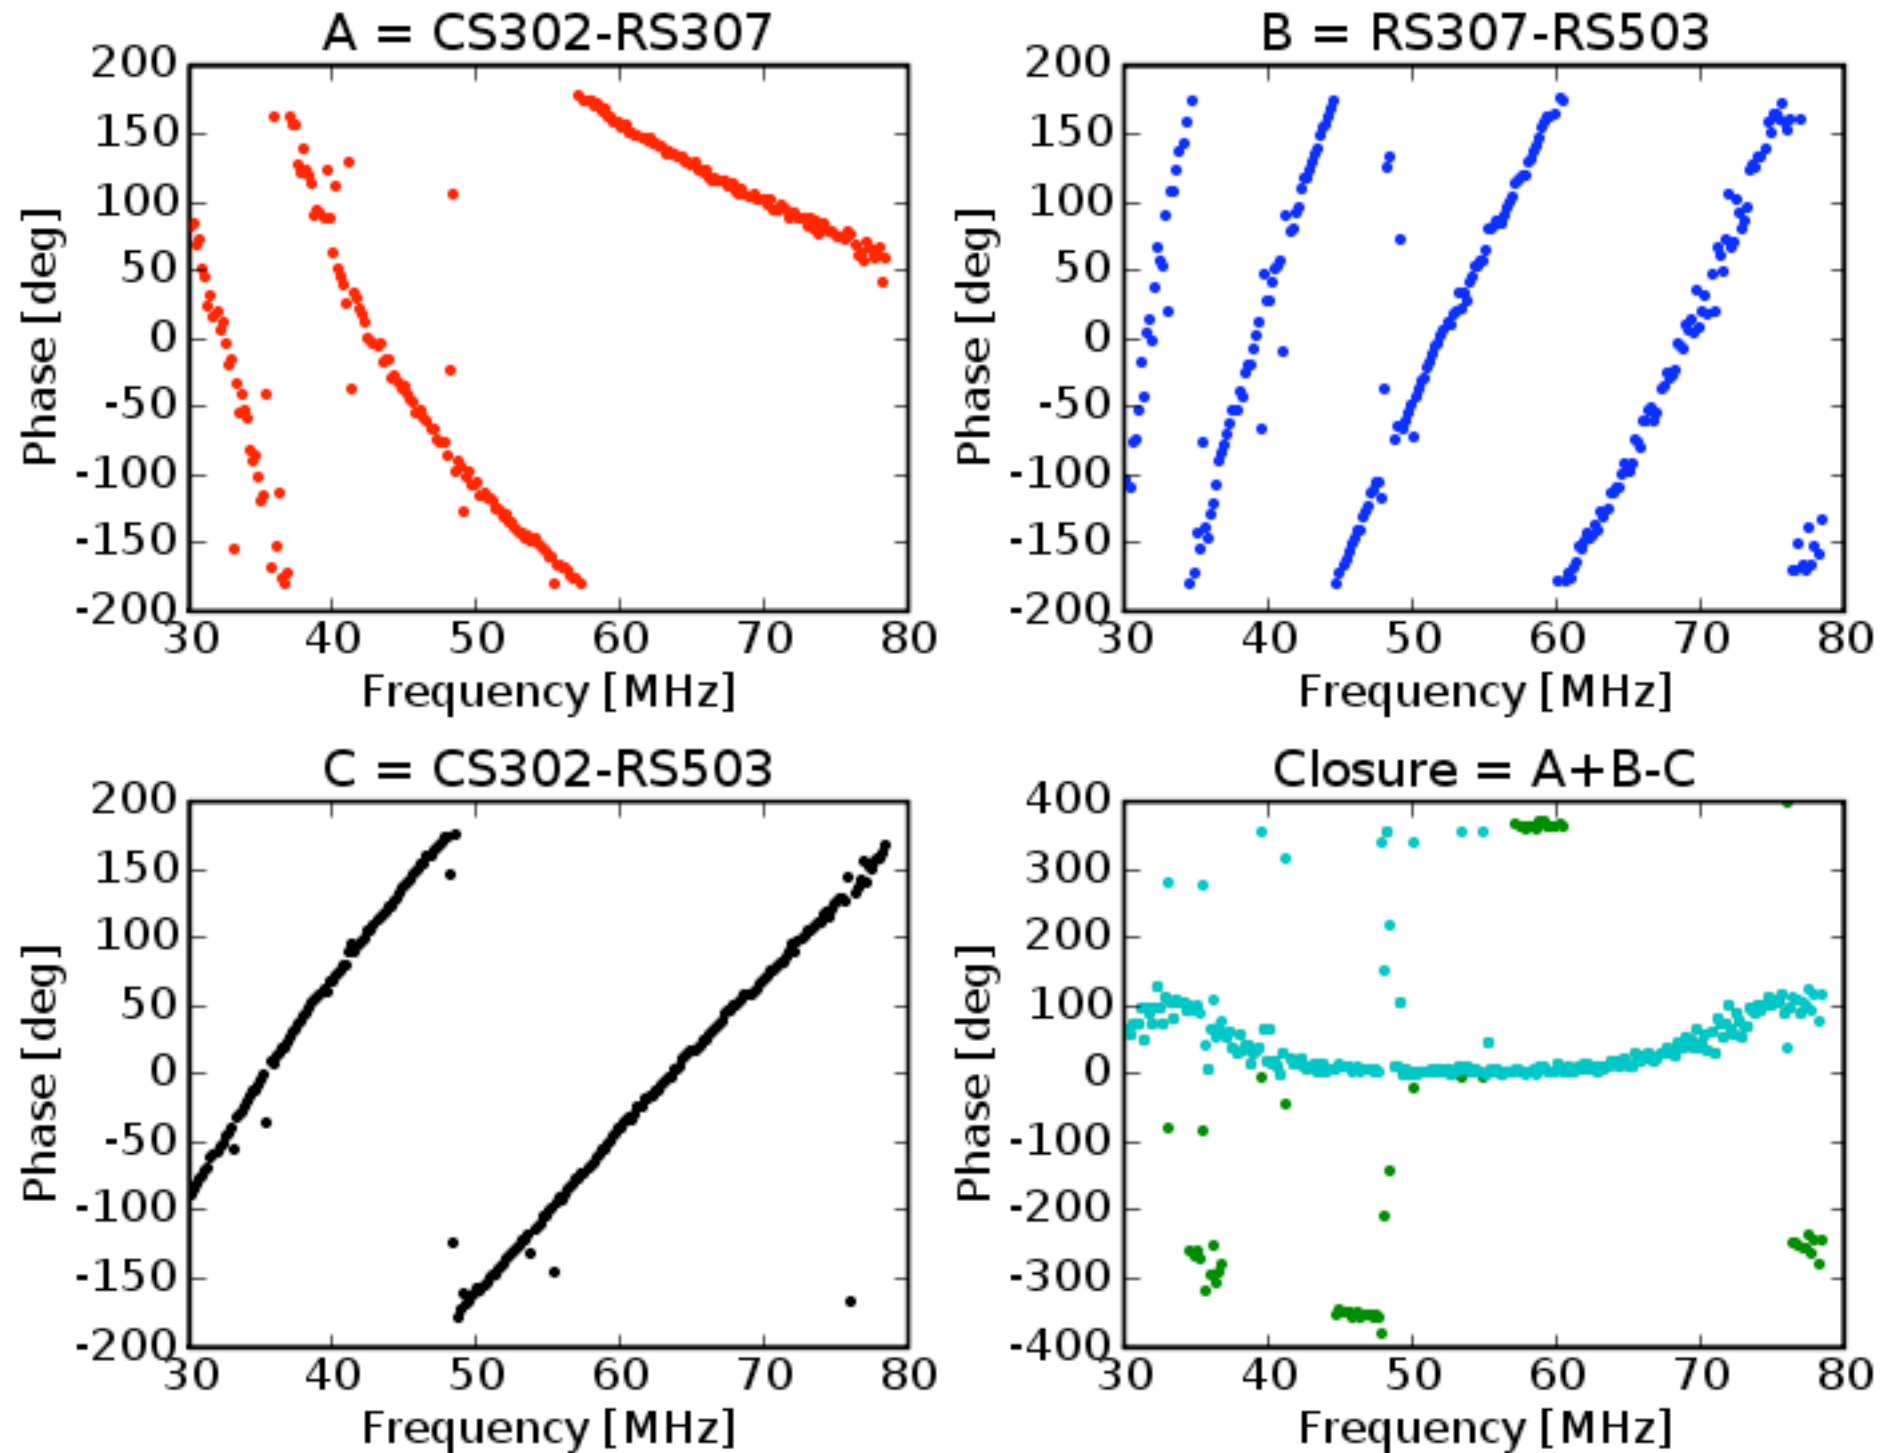 A = CS302-RS307
200
150
100
50
0
-50
-100
-150
-200
Phase [deg]
30 40 50 60 70 80
Frequency [MHz]
B = RS307-RS503
200
150
100
50
0
-50
-100
-150
-200
Phase [deg]
30 40 50 60 70 80
Frequency [MHz]
C = CS302-RS503
200
150
100
50
0
-50
-100
-150
-200
Phase [deg]
30 40 50 60 70 80
Frequency [MHz]
Closure = A+B-C
400
300
200
100
0
-100
-200
-300
-400
Phase [deg]
30 40 50 60 70 80
Frequency [MHz]